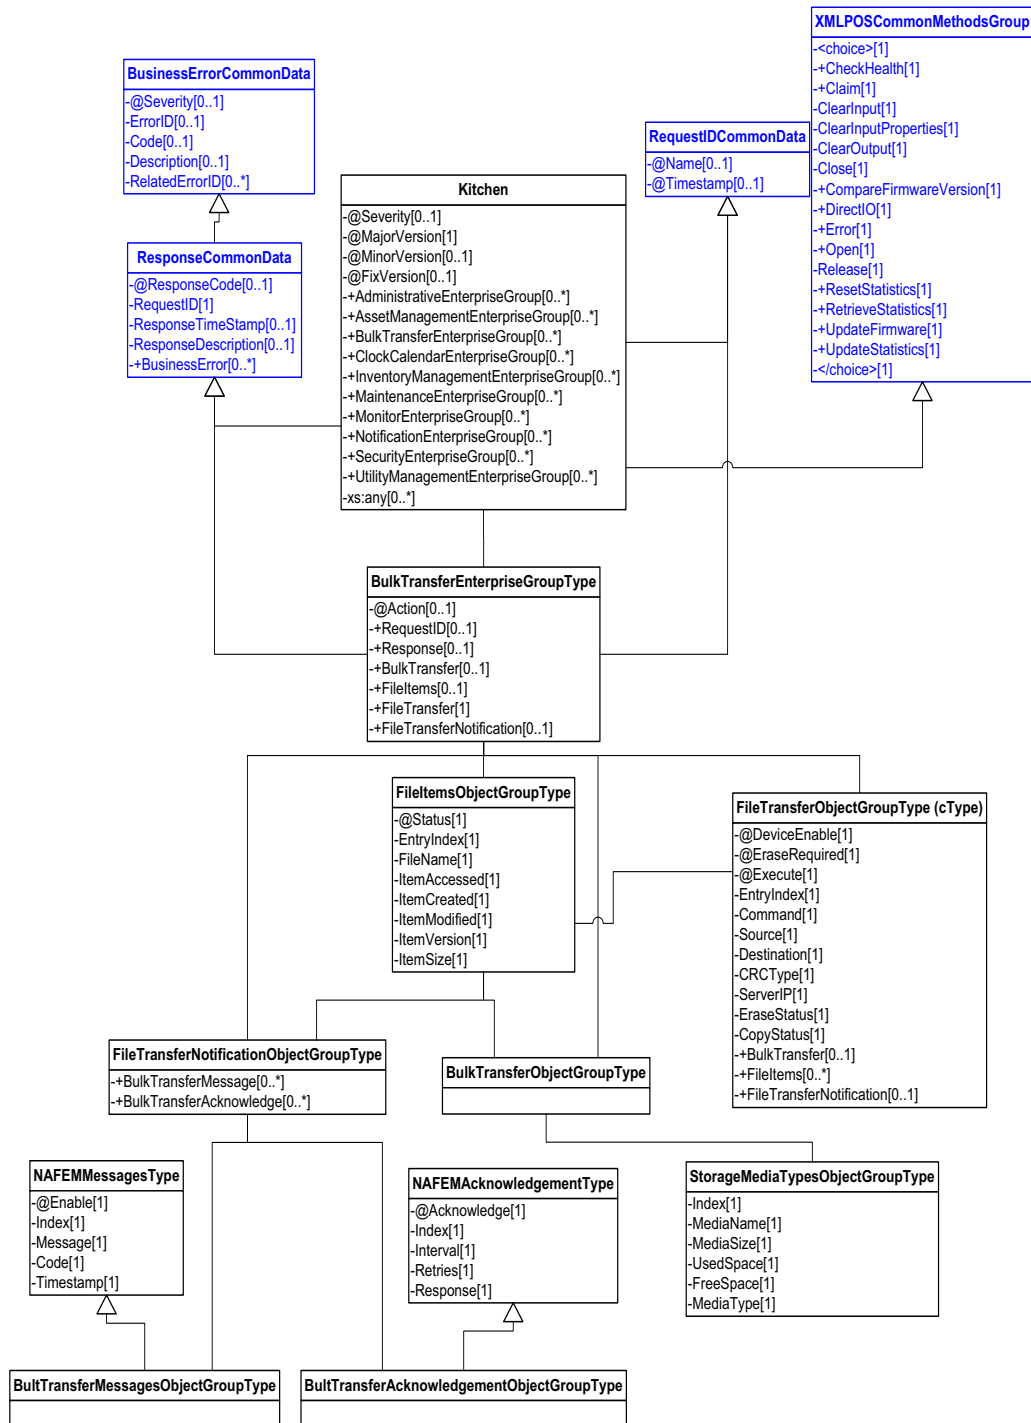 XMLPOSCommonMethodsGroup
-<choice>[1]
-+CheckHealth[1]
-+Claim[1]
-ClearInput[1]
-ClearInputProperties[1]
-ClearOutput[1]
-Close[1]
-+CompareFirmwareVersion[1]
-+DirectIO[1]
-+Error[1]
-+Open[1]
-Release[1]
-+ResetStatistics[1]
-+RetrieveStatistics[1]
-+UpdateFirmware[1]
-+UpdateStatistics[1]
-</choice>[1]
BusinessErrorCommonData
-@Severity[0..1]
-ErrorID[0..1]
-Code[0..1]
-Description[0..1]
-RelatedErrorID[0..*]
RequestIDCommonData
-@Name[0..1]
-@Timestamp[0..1]
Kitchen
-@Severity[0..1]
-@MajorVersion[1]
-@MinorVersion[0..1]
-@FixVersion[0..1]
-+AdministrativeEnterpriseGroup[0..*]
-+AssetManagementEnterpriseGroup[0..*]
-+BulkTransferEnterpriseGroup[0..*]
-+ClockCalendarEnterpriseGroup[0..*]
-+InventoryManagementEnterpriseGroup[0..*]
-+MaintenanceEnterpriseGroup[0..*]
-+MonitorEnterpriseGroup[0..*]
-+NotificationEnterpriseGroup[0..*]
-+SecurityEnterpriseGroup[0..*]
-+UtilityManagementEnterpriseGroup[0..*]
-xs:any[0..*]
ResponseCommonData
-@ResponseCode[0..1]
-RequestID[1]
-ResponseTimeStamp[0..1]
-ResponseDescription[0..1]
-+BusinessError[0..*]
BulkTransferEnterpriseGroupType
-@Action[0..1]
-+RequestID[0..1]
-+Response[0..1]
-+BulkTransfer[0..1]
-+FileItems[0..1]
-+FileTransfer[1]
-+FileTransferNotification[0..1]
FileItemsObjectGroupType
-@Status[1]
-EntryIndex[1]
-FileName[1]
-ItemAccessed[1]
-ItemCreated[1]
-ItemModified[1]
-ItemVersion[1]
-ItemSize[1]
FileTransferObjectGroupType (cType)
-@DeviceEnable[1]
-@EraseRequired[1]
-@Execute[1]
-EntryIndex[1]
-Command[1]
-Source[1]
-Destination[1]
-CRCType[1]
-ServerIP[1]
-EraseStatus[1]
-CopyStatus[1]
-+BulkTransfer[0..1]
-+FileItems[0..*]
-+FileTransferNotification[0..1]
FileTransferNotificationObjectGroupType
-+BulkTransferMessage[0..*]
-+BulkTransferAcknowledge[0..*]
BulkTransferObjectGroupType
NAFEMMessagesType
-@Enable[1]
-Index[1]
-Message[1]
-Code[1]
-Timestamp[1]
NAFEMAcknowledgementType
-@Acknowledge[1]
-Index[1]
-Interval[1]
-Retries[1]
-Response[1]
StorageMediaTypesObjectGroupType
-Index[1]
-MediaName[1]
-MediaSize[1]
-UsedSpace[1]
-FreeSpace[1]
-MediaType[1]
BultTransferMessagesObjectGroupType
BultTransferAcknowledgementObjectGroupType